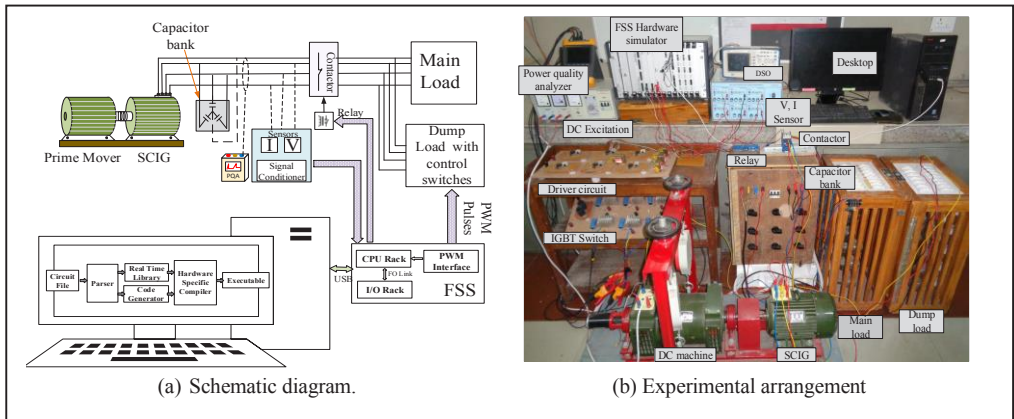 Capacitor
bank
Contactor
Main
Load
Relay
Prime Mover
SCIG
PQA
Sensors
I
V
Signal
Conditioner
Dump
Load with
control
switches
PWM
Pulses
Circuit
File
Parser
Real Time
Library
Code
Generator
Hardware
Specific
Compiler
Executable
USB
CPU Rack
FO Link
I/O Rack
PWM
Interface
FSS
(a) Schematic diagram.
FSS Hardware
simulator
Power quality
analyzer
DSO
Desktop
V, I
Sensor
DC Excitation
Contactor
Relay
Capacitor
bank
Driver circuit
IGBT Switch
Main
load
Dump
load
DC machine
SCIG
(b) Experimental arrangement